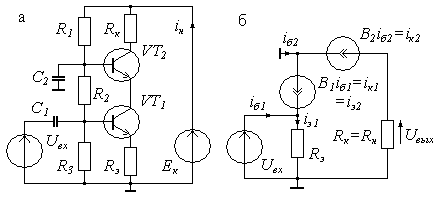 а
R1
Rк
iн
VT2
C2
R2
VT1
C1
Uвх
R3
Rэ
Eк
б
iб2
B2iб2=iк2
B1iб1=iк1
=iэ2
iб1
iэ1
Rк=Rн
Uвых
Uвх
Rэ